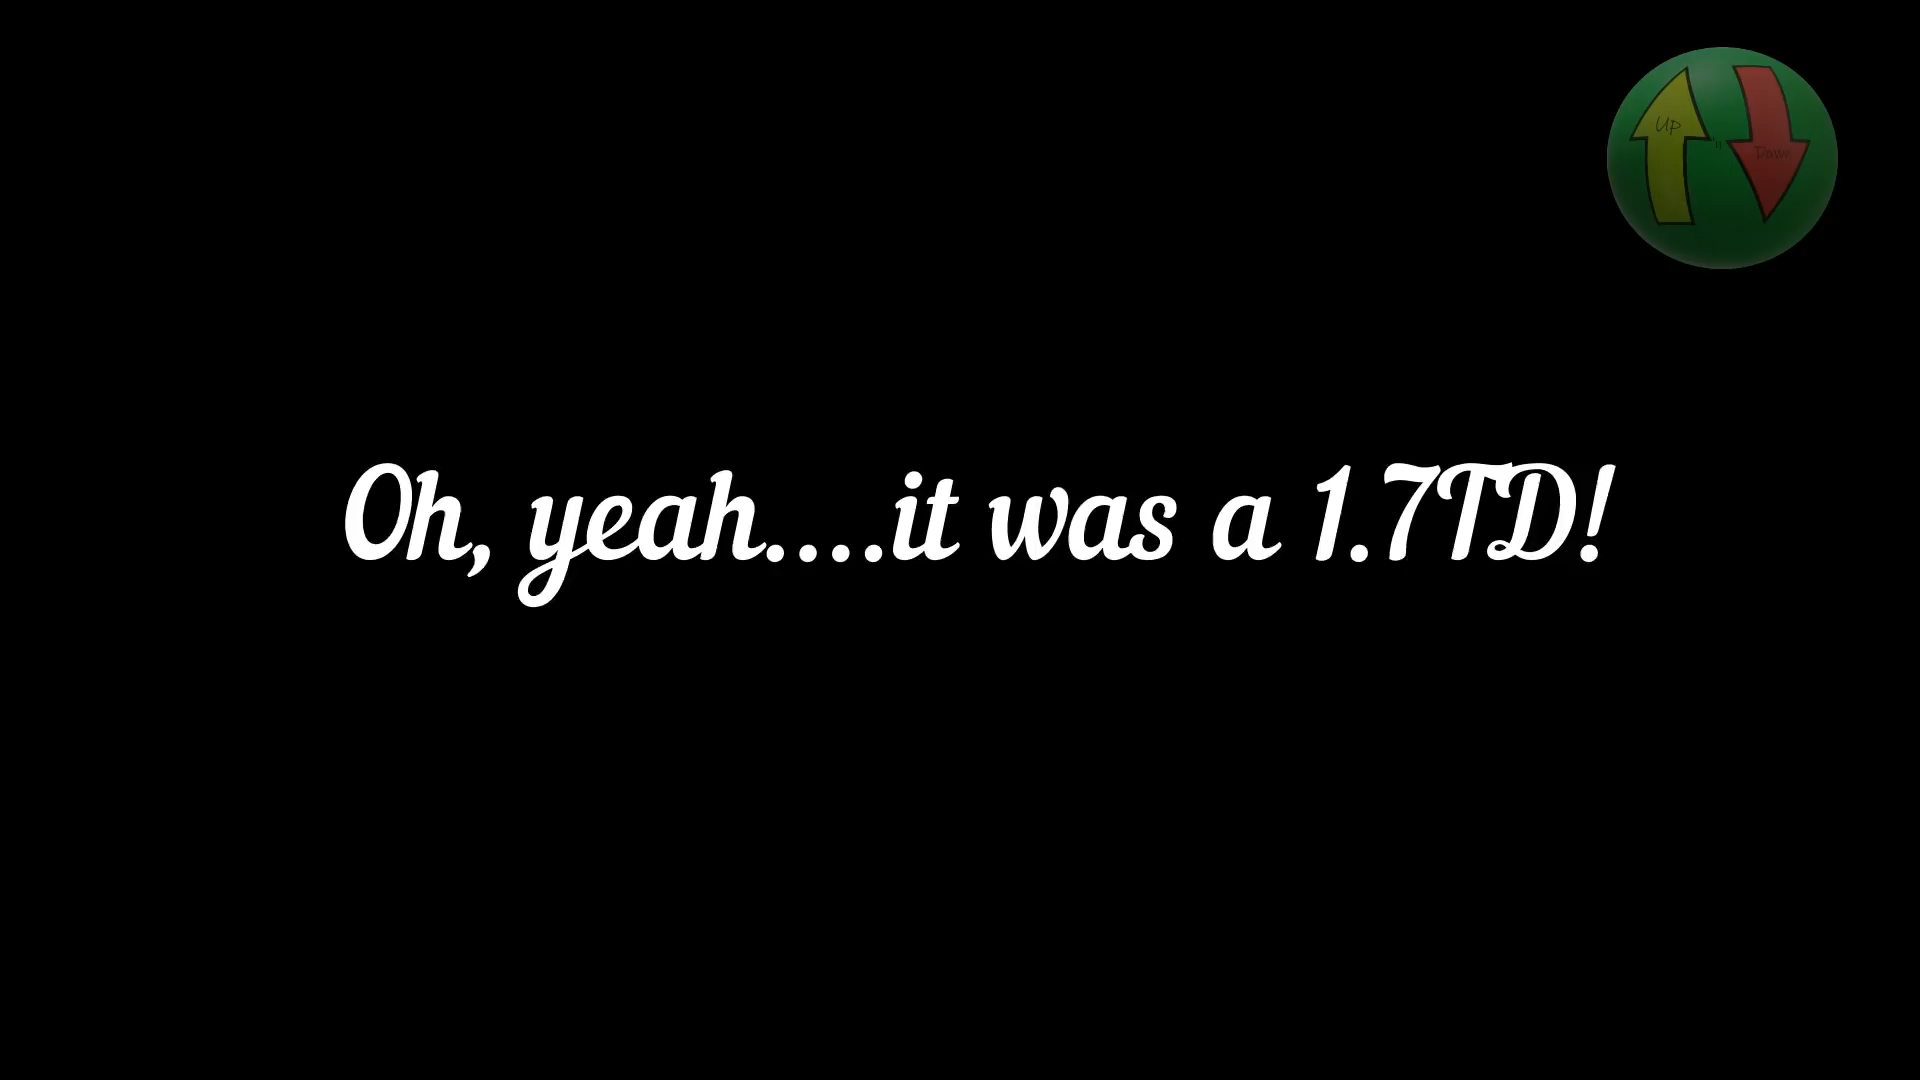 Up 'n Down
Oh, yeah....it was a 1.7TD!